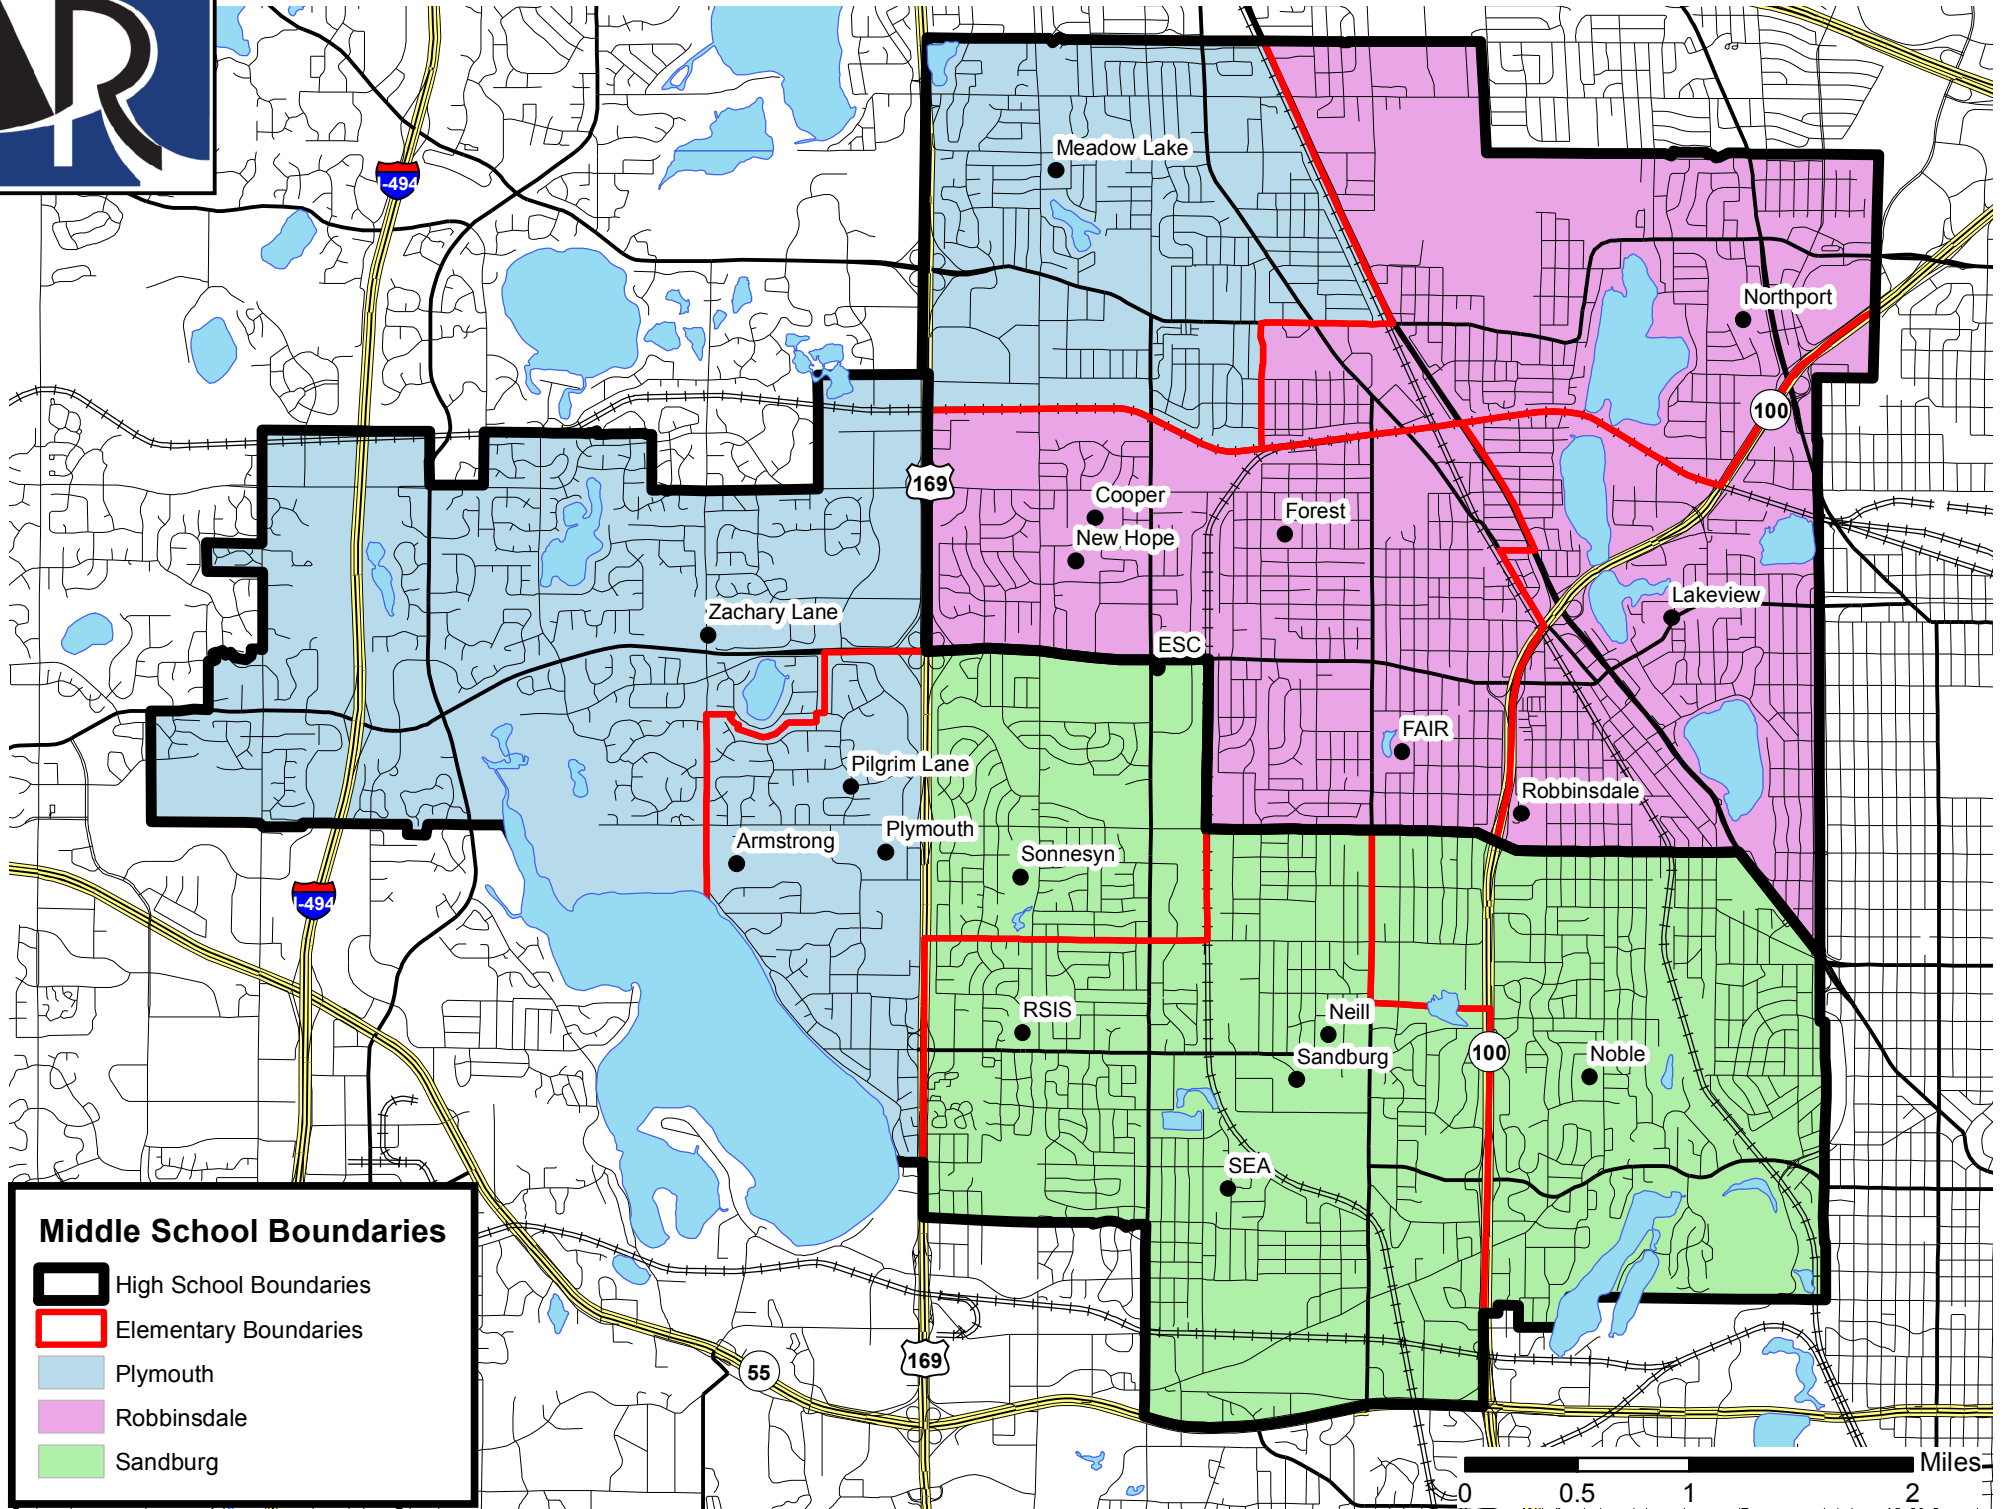 AR
I-494
Meadow Lake
Northport
100
169
Cooper
Forest
New Hope
Zachary Lane
Lakeview
ESC
FAIR
Pilgrim Lane
Robbinsdale
Plymouth
Armstrong
Sonnesyn
I-494
RSIS
Neill
100
Sandburg
Noble
SEA
Middle School Boundaries
High School Boundaries
Elementary Boundaries
Plymouth
Robbinsdale
Sandburg
169
55
Miles
0 0.5 1 2